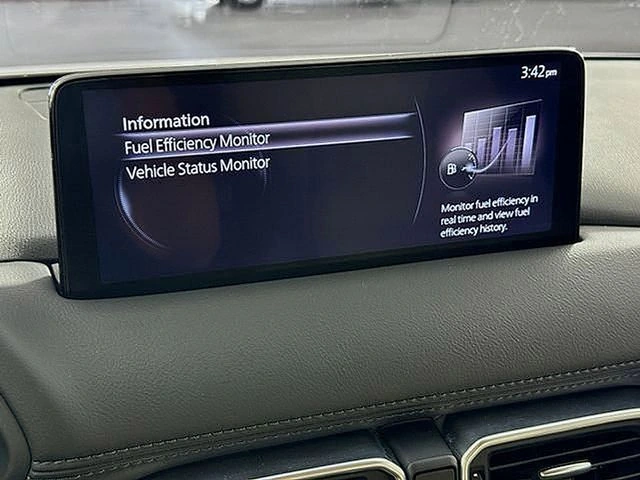 3:42pm
Information
Fuel Efficiency Monitor
Vehicle Status Monitor
Monitor fuel efficiency in
real time and view fuel
efficiency history.